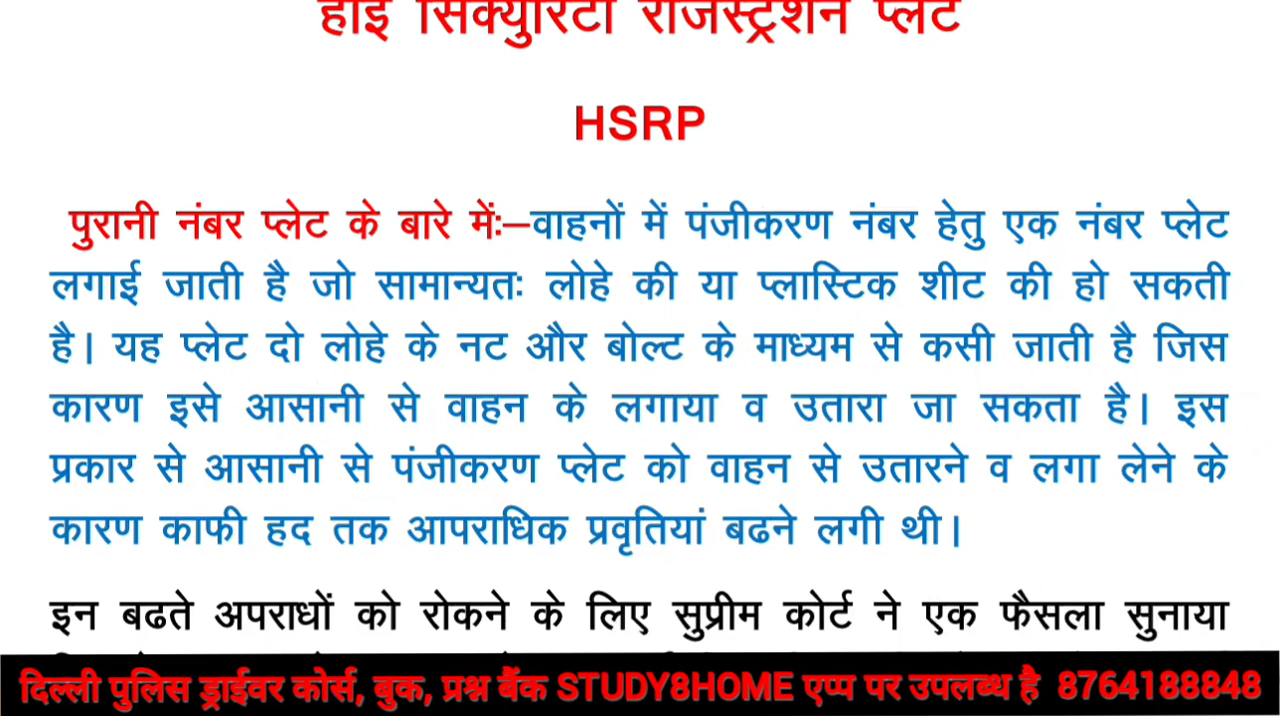 हाई सिक्युरिटी रजिस्ट्रेशन प्लेट
HSRP
पुरानी नंबर प्लेट के बारे में:–वाहनों में पंजीकरण नंबर हेतु एक नंबर प्लेट
लगाई जाती है जो सामान्यतः लोहे की या प्लास्टिक शीट की हो सकती
है। यह प्लेट दो लोहे के नट और बोल्ट के माध्यम से कसी जाती है जिस
कारण इसे आसानी से वाहन के लगाया व उतारा जा सकता है। इस
प्रकार से आसानी से पंजीकरण प्लेट को वाहन से उतारने व लगा लेने के
कारण काफी हद तक आपराधिक प्रवृतियां बढने लगी थी।
इन बढते अपराधों को रोकने के लिए सुप्रीम कोर्ट ने एक फैसला सुनाया
दिल्ली पुलिस ड्राईवर कोर्स, बुक, प्रश्न बैंक STUDY8HOME एप्प पर उपलब्ध है 8764188848